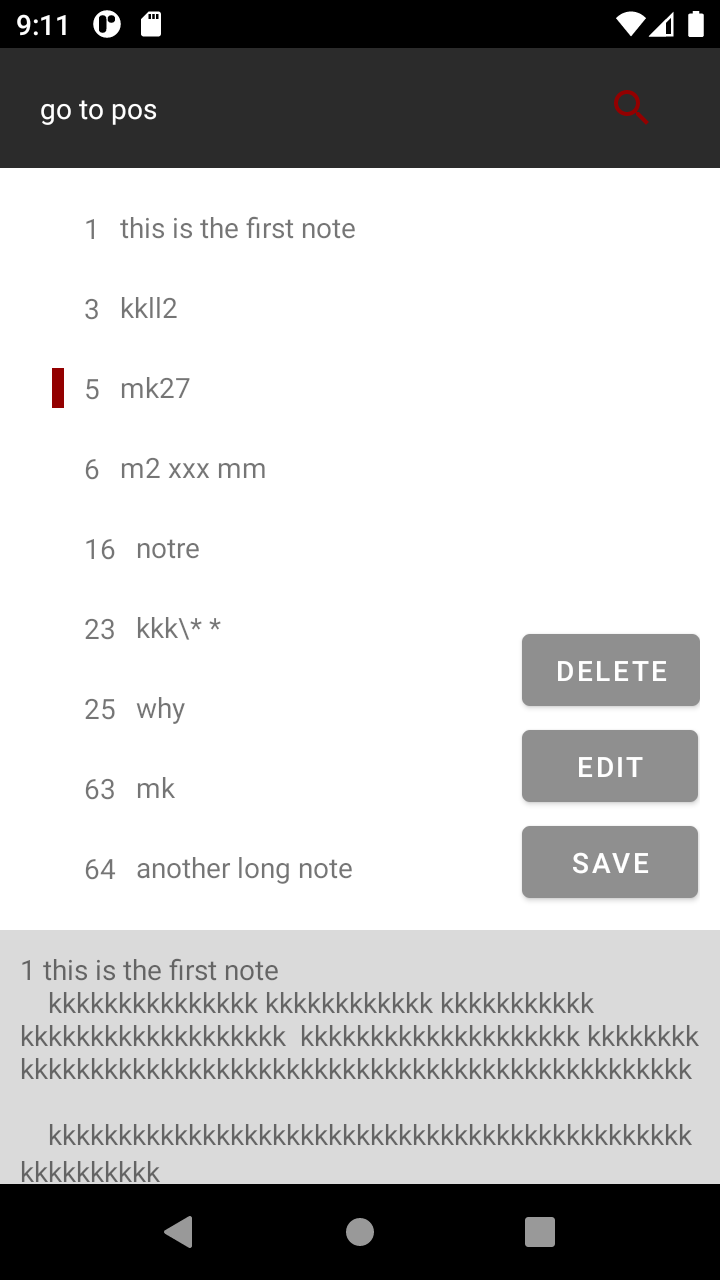 9:11
go to pos
1 this is the first note
3 kkll2
5 mk27
6 m2 xxx mm
16 notre
23 kkk\* *
25 why
63 mk
64 another long note
DELETE
EDIT
SAVE
1 this is the first note
kkkkkkkkkkkkkkk kkkkkkkkkkkk kkkkkkkkkkk
kkkkkkkkkkkkkkkkkkk  kkkkkkkkkkkkkkkkkkkk kkkkkkkk
kkkkkkkkkkkkkkkkkkkkkkkkkkkkkkkkkkkkkkkkkkkkkkkk
kkkkkkkkkkkkkkkkkkkkkkkkkkkkkkkkkkkkkkkkkkkkkk
kkkkkkkkkk